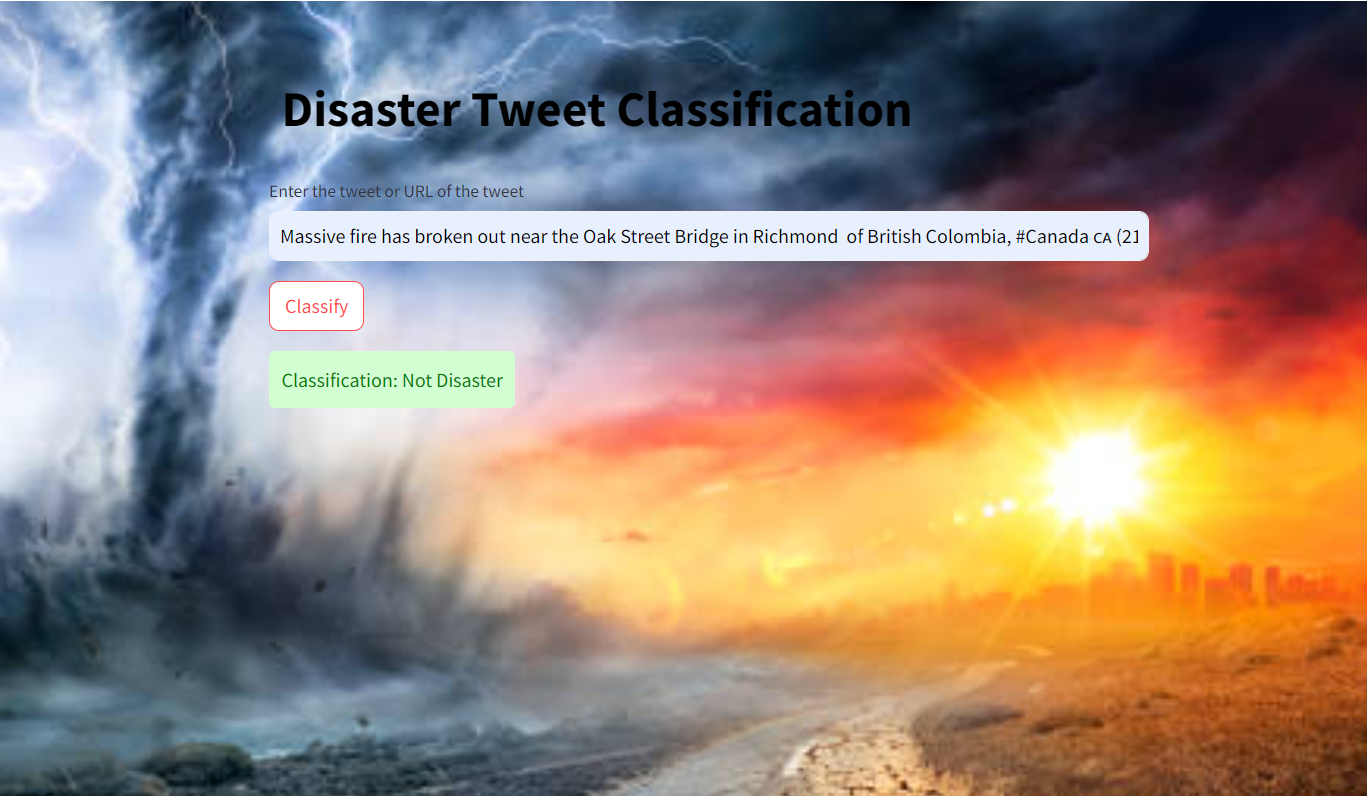 Disaster Tweet Classification
Enter the tweet or URL of the tweet
Massive fire has broken out near the Oak Street Bridge in Richmond  of British Colombia, #Canada ᴄᴀ (21
Classify
Classification: Not Disaster